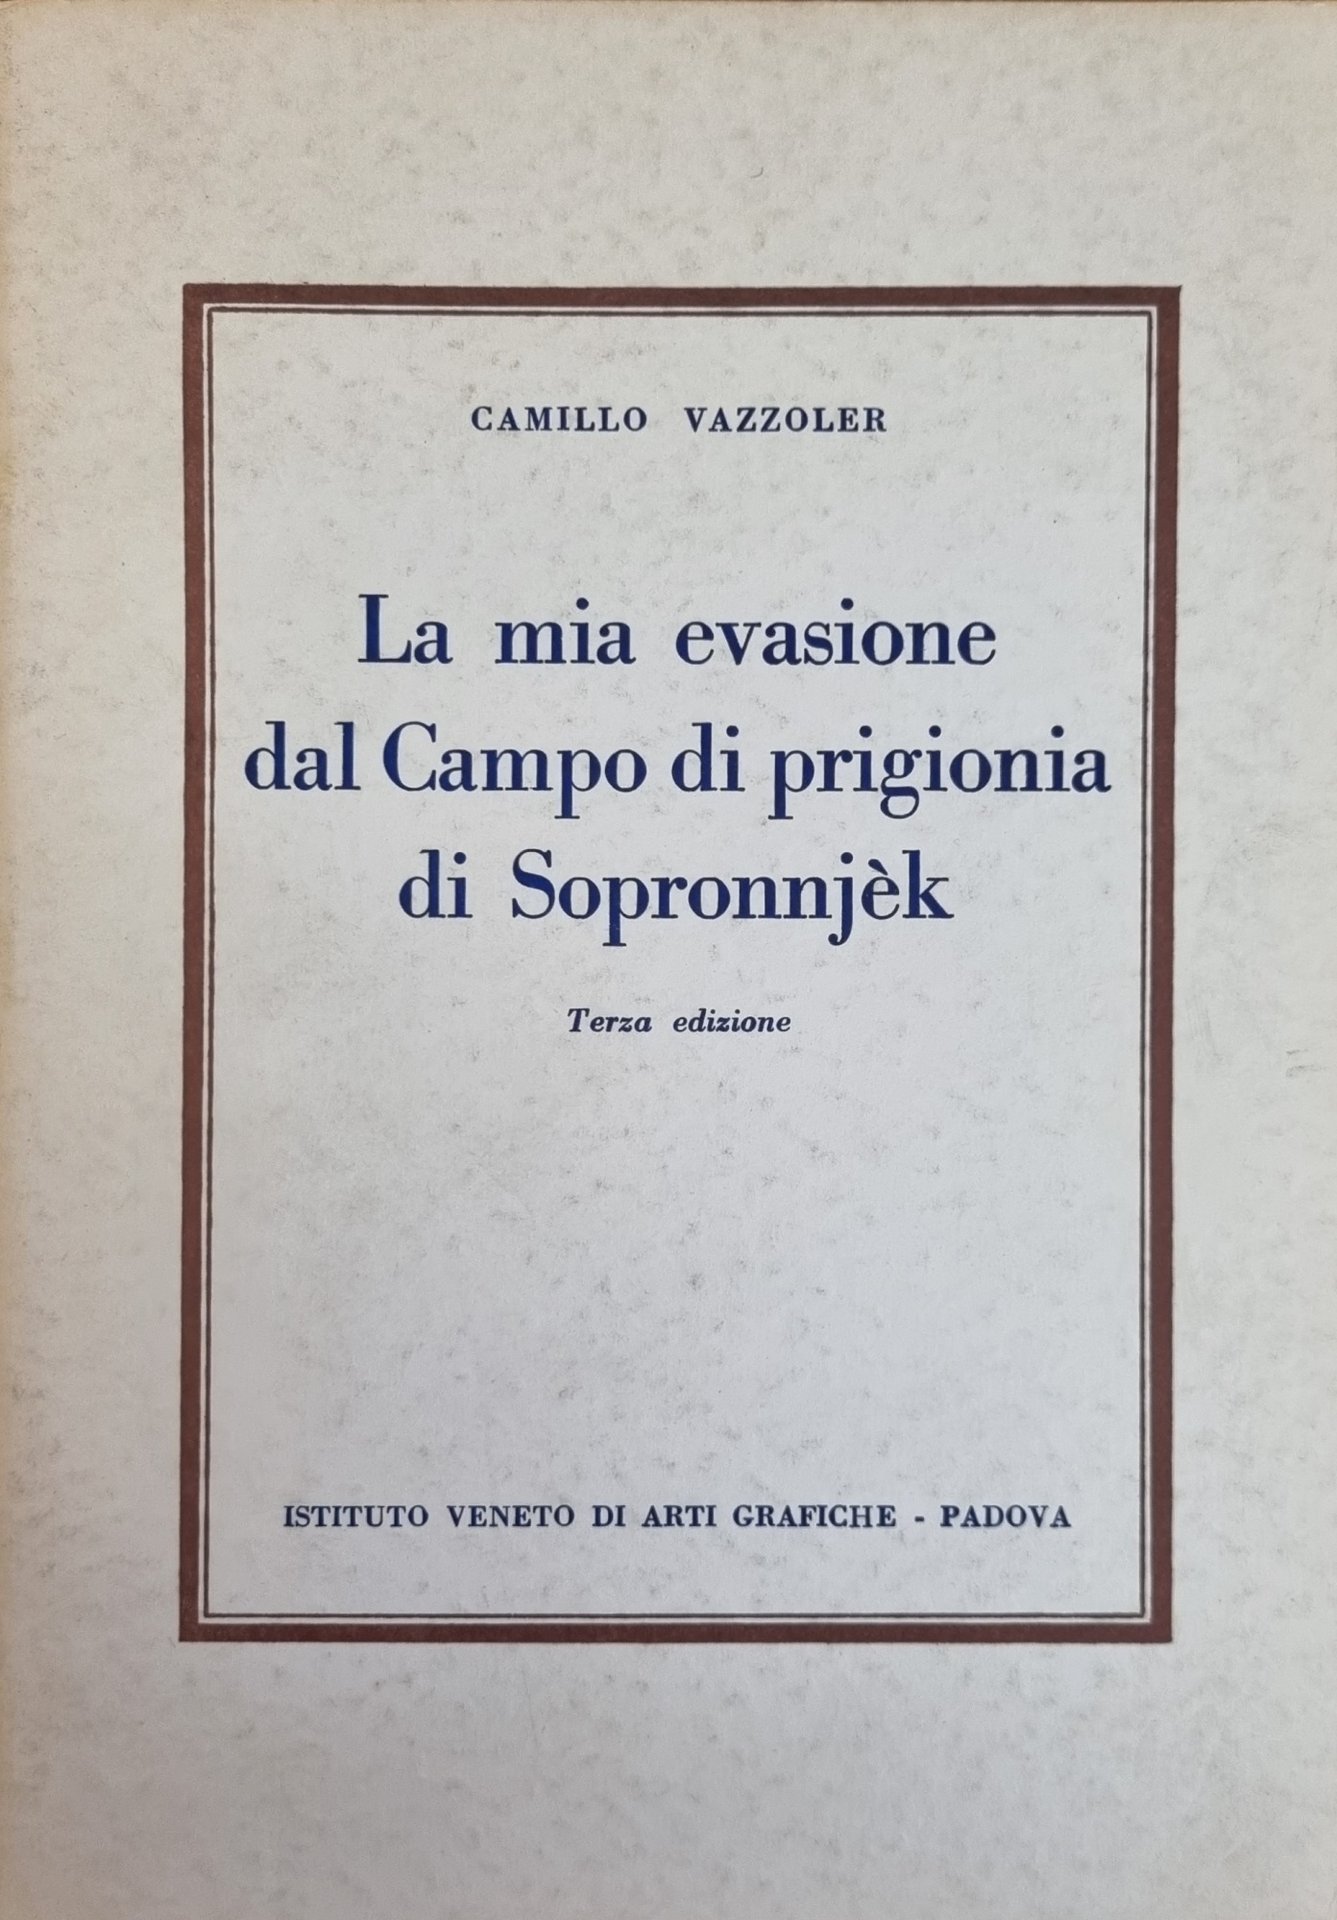 CAMILLO VAZZOLER
La mia evasione
dal Campo di prigionia
di Sopronnjèk
Terza edizione
ISTITUTO VENETO DI ARTI GRAFICHE - PADOVA